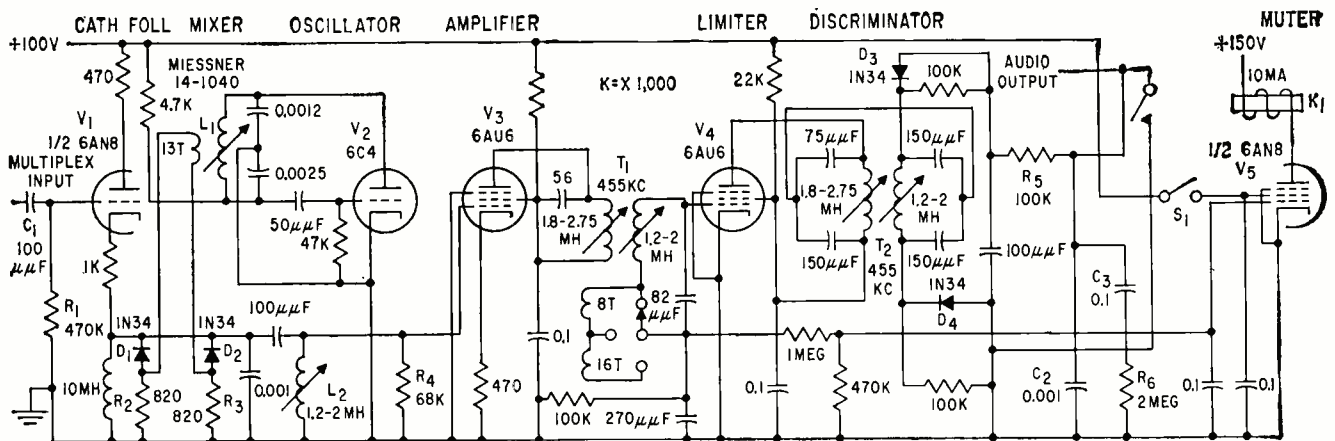 CATH FOLL MIXER OSCILLATOR AMPLIFIER LIMITER DISCRIMINATOR MUTER
+100V
+150V
470
MIESSNER
14-1040
4.7K
L1
0.0012
0.0025
13T
V1
1/2 6AN8
MULTIPLEX
INPUT
C1
100
μμF
V2
6C4
50μμF
47K
V3
6AU6
K=X 1,000
56
T1
455KC
1.8-2.75
MH
1.2-2
MH
22K
V4
6AU6
75μμF
1.8-2.75
MH
150μμF
T2
455
KC
D3
1N34
100K
150μμF
1.2-2
MH
150μμF
1N34
D4
100K
AUDIO
OUTPUT
R5
100K
100μμF
C3
0.1
C2
0.001
R6
2MEG
S1
10MA
K1
1/2 6AN8
V5
0.1
0.1
1K
R1
470K
1N34
D1
1N34
D2
10MH
R2
820
820
R3
0.001
100μμF
L2
1.2-2MH
R4
68K
470
0.1
100K
8T
16T
82
μμF
270μμF
1MEG
0.1
470K